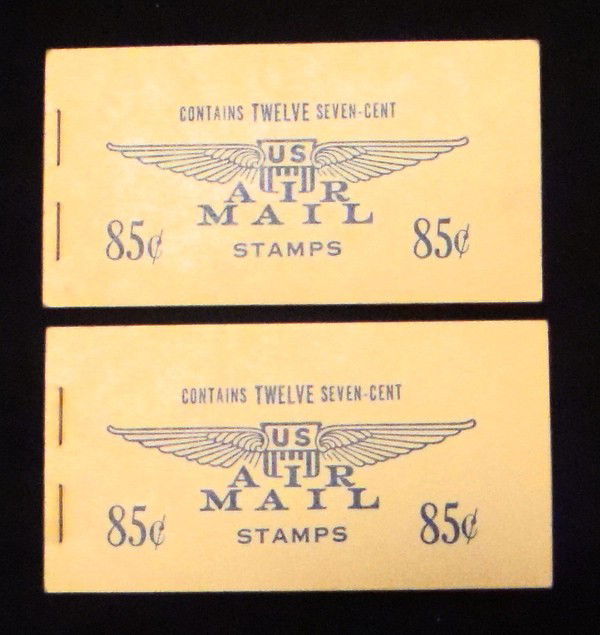 CONTAINS TWELVE SEVEN-CENT
US
AIR
MAIL
85¢ STAMPS 85¢
CONTAINS TWELVE SEVEN-CENT
US
AIR
MAIL
85¢ STAMPS 85¢